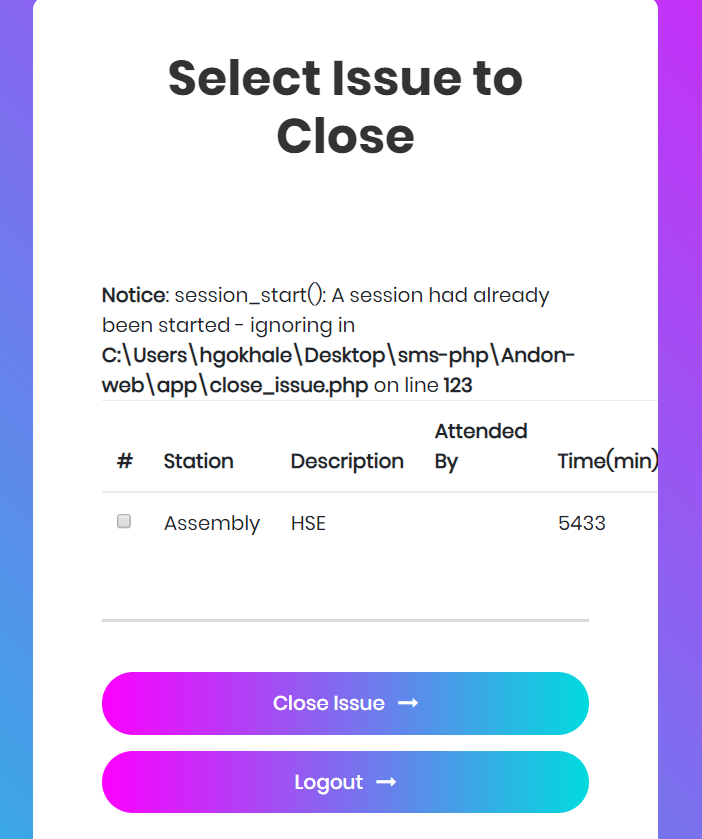 Select Issue to
Close
Notice: session_start(): A session had already
been started - ignoring in
C:\Users\hgokhale\Desktop\sms-php\Andon-
web\app\close_issue.php on line 123
# Station Description Attended By Time(min)
Assembly HSE 5433
Close Issue →
Logout →